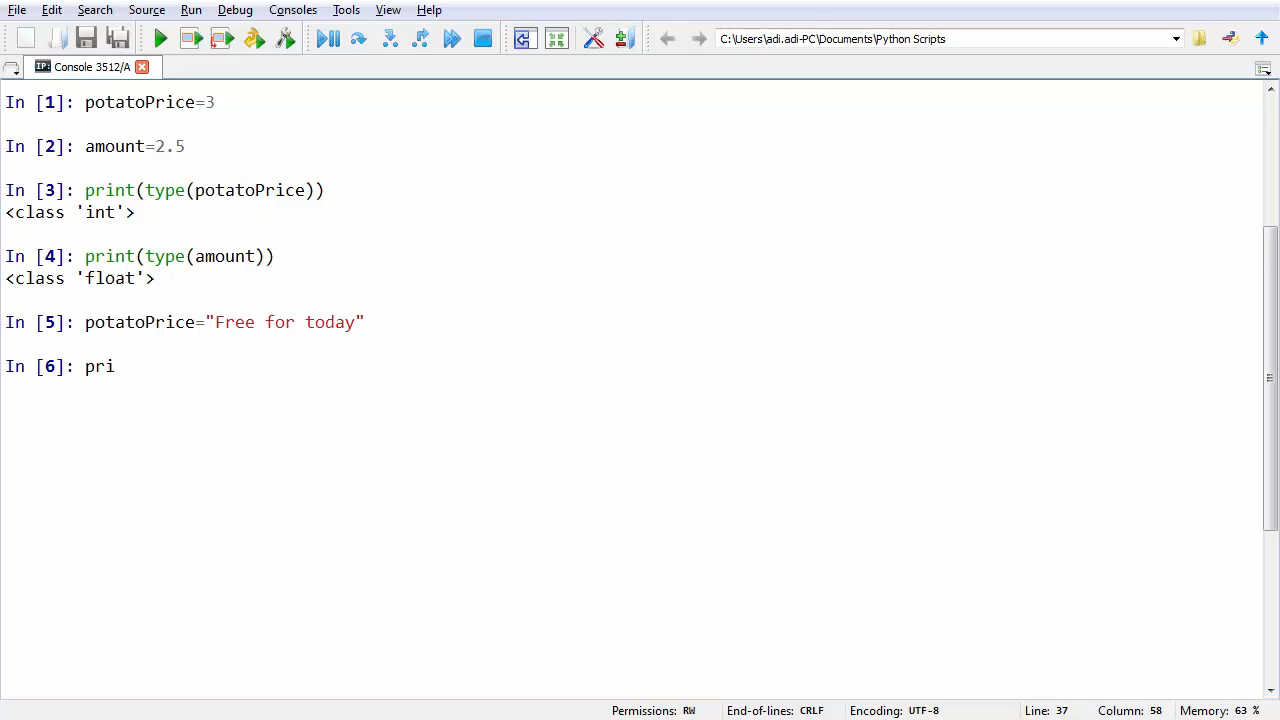 File Edit Search Source Run Debug Consoles Tools View Help
C:\Users\adi.adi-PC\Documents\Python Scripts
IP: Console 3512/A
In [1]: potatoPrice=3
In [2]: amount=2.5
In [3]: print(type(potatoPrice))
<class 'int'>
In [4]: print(type(amount))
<class 'float'>
In [5]: potatoPrice="Free for today"
In [6]: pri
Permissions: RW End-of-lines: CRLF Encoding: UTF-8 Line: 37 Column: 58 Memory: 63 %